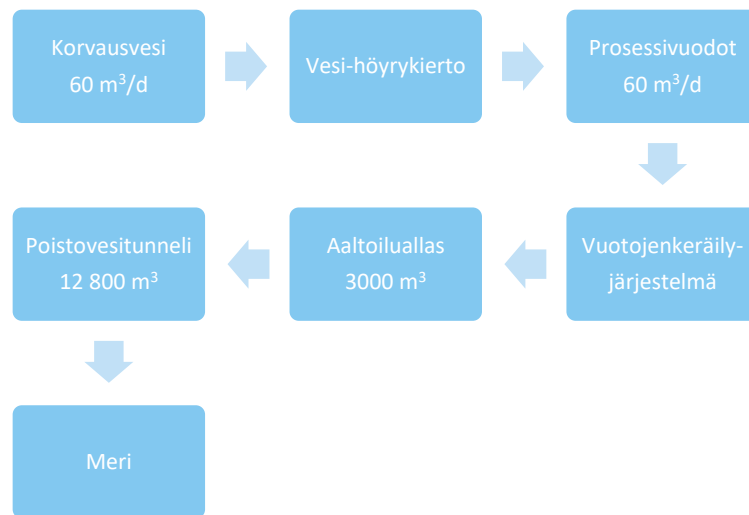 Korvausvesi
60 m³/d
Vesi-höyrykierto
Prosessivuodot
60 m³/d
Vuotojenkeräily-
järjestelmä
Aaltoiluallas
3000 m³
Poistovesitunneli
12 800 m³
Meri